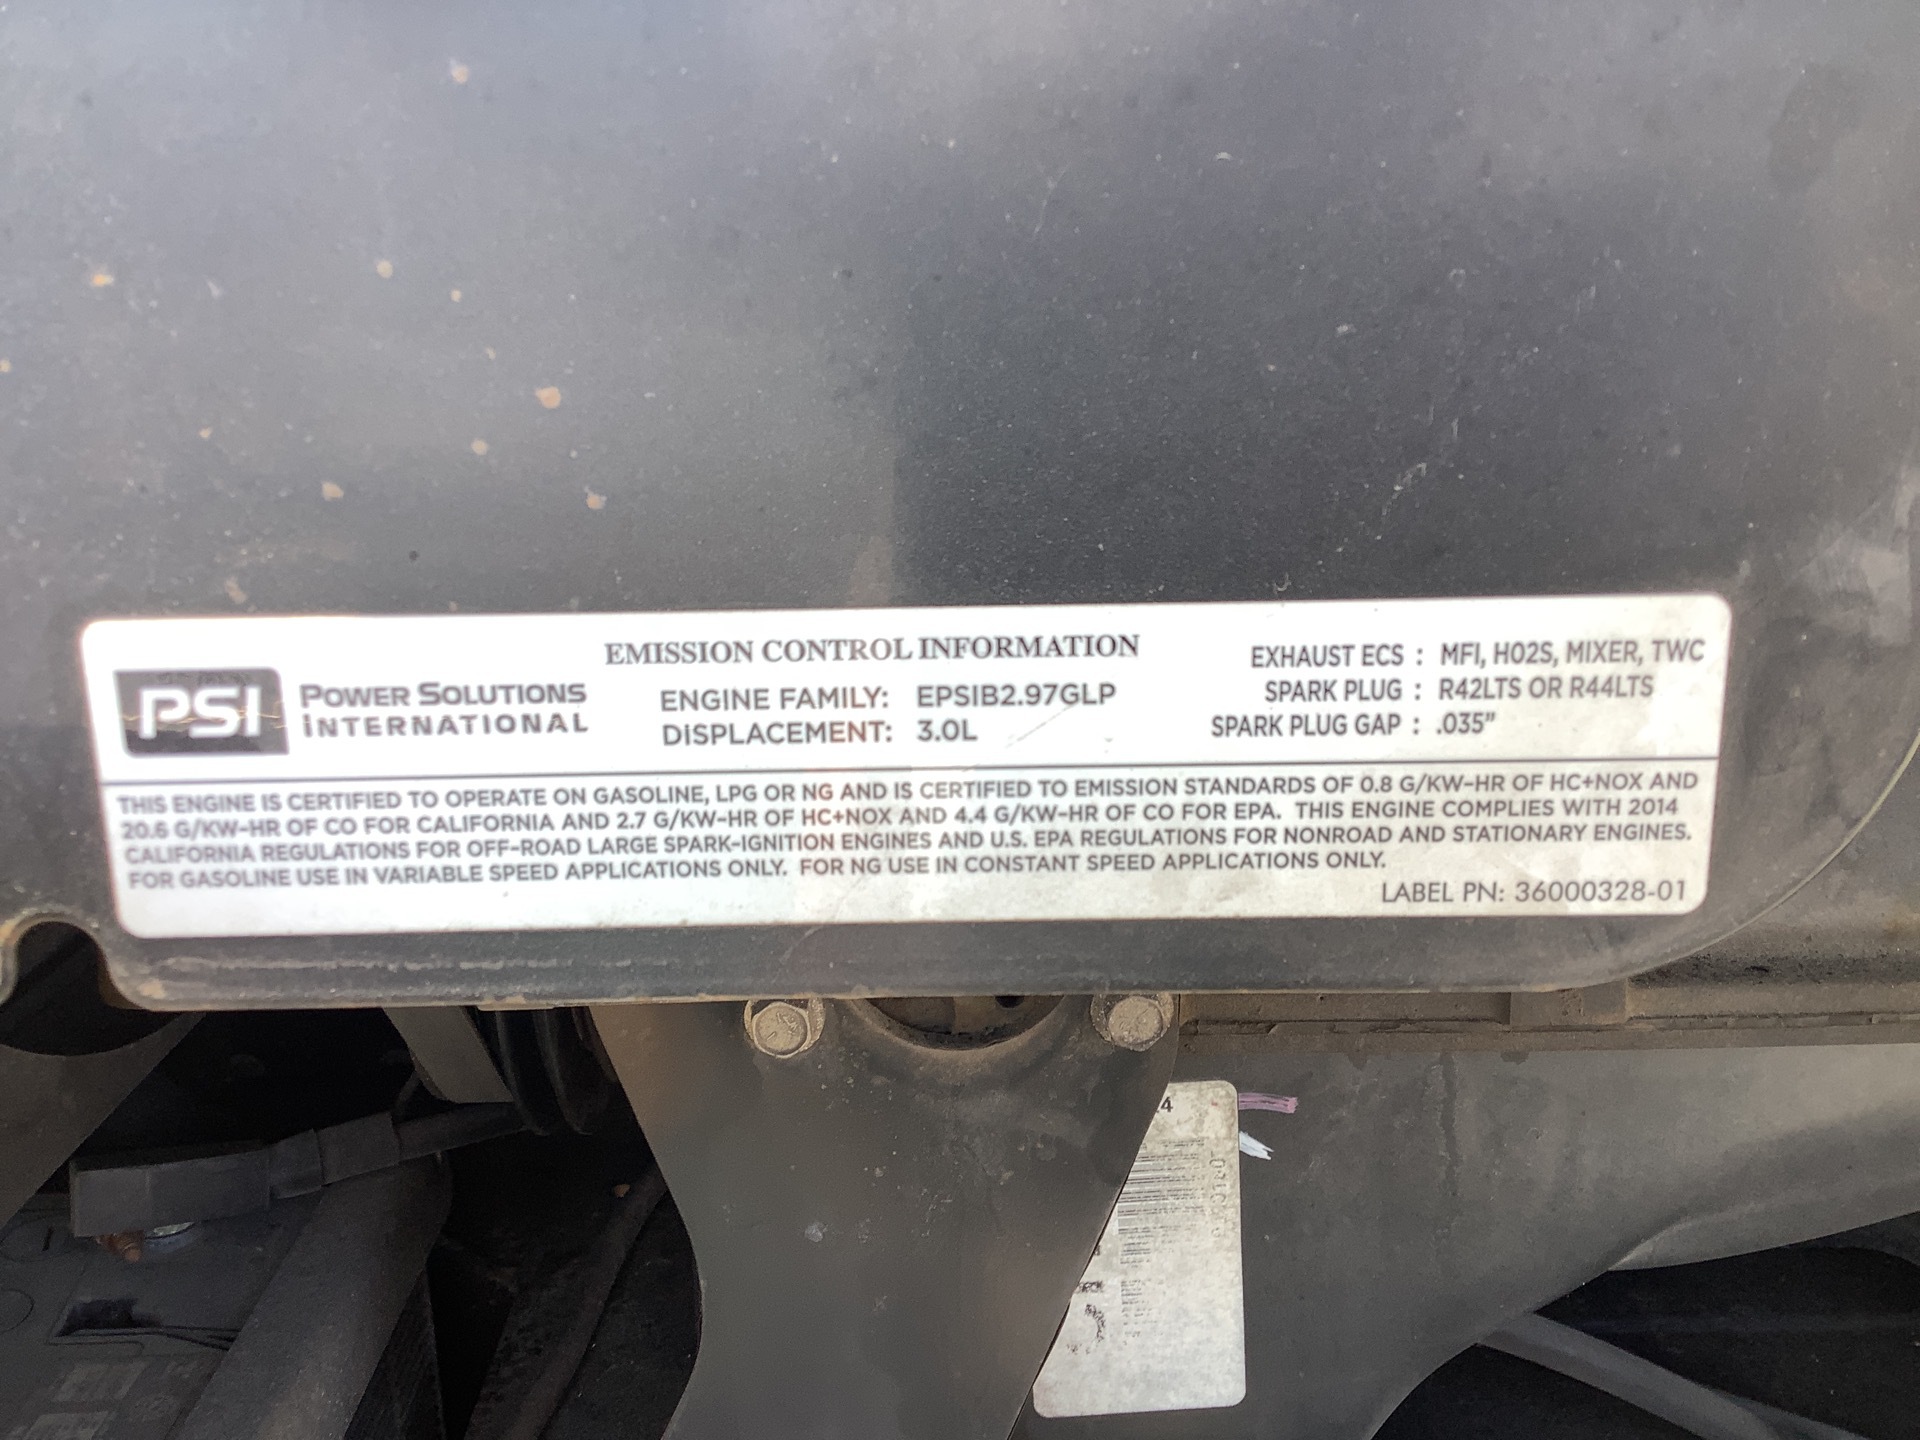 EMISSION CONTROL INFORMATION
PSI POWER SOLUTIONS
INTERNATIONAL
ENGINE FAMILY: EPSIB2.97GLP
DISPLACEMENT: 3.0L
EXHAUST ECS : MFI, HO2S, MIXER, TWC
SPARK PLUG : R42LTS OR R44LTS
SPARK PLUG GAP : .035"
THIS ENGINE IS CERTIFIED TO OPERATE ON GASOLINE, LPG OR NG AND IS CERTIFIED TO EMISSION STANDARDS OF 0.8 G/KW-HR OF HC+NOX AND
20.6 G/KW-HR OF CO FOR CALIFORNIA AND 2.7 G/KW-HR OF HC+NOX AND 4.4 G/KW-HR OF CO FOR EPA. THIS ENGINE COMPLIES WITH 2014
CALIFORNIA REGULATIONS FOR OFF-ROAD LARGE SPARK-IGNITION ENGINES AND U.S. EPA REGULATIONS FOR NONROAD AND STATIONARY ENGINES.
FOR GASOLINE USE IN VARIABLE SPEED APPLICATIONS ONLY. FOR NG USE IN CONSTANT SPEED APPLICATIONS ONLY.
LABEL PN: 36000328-01